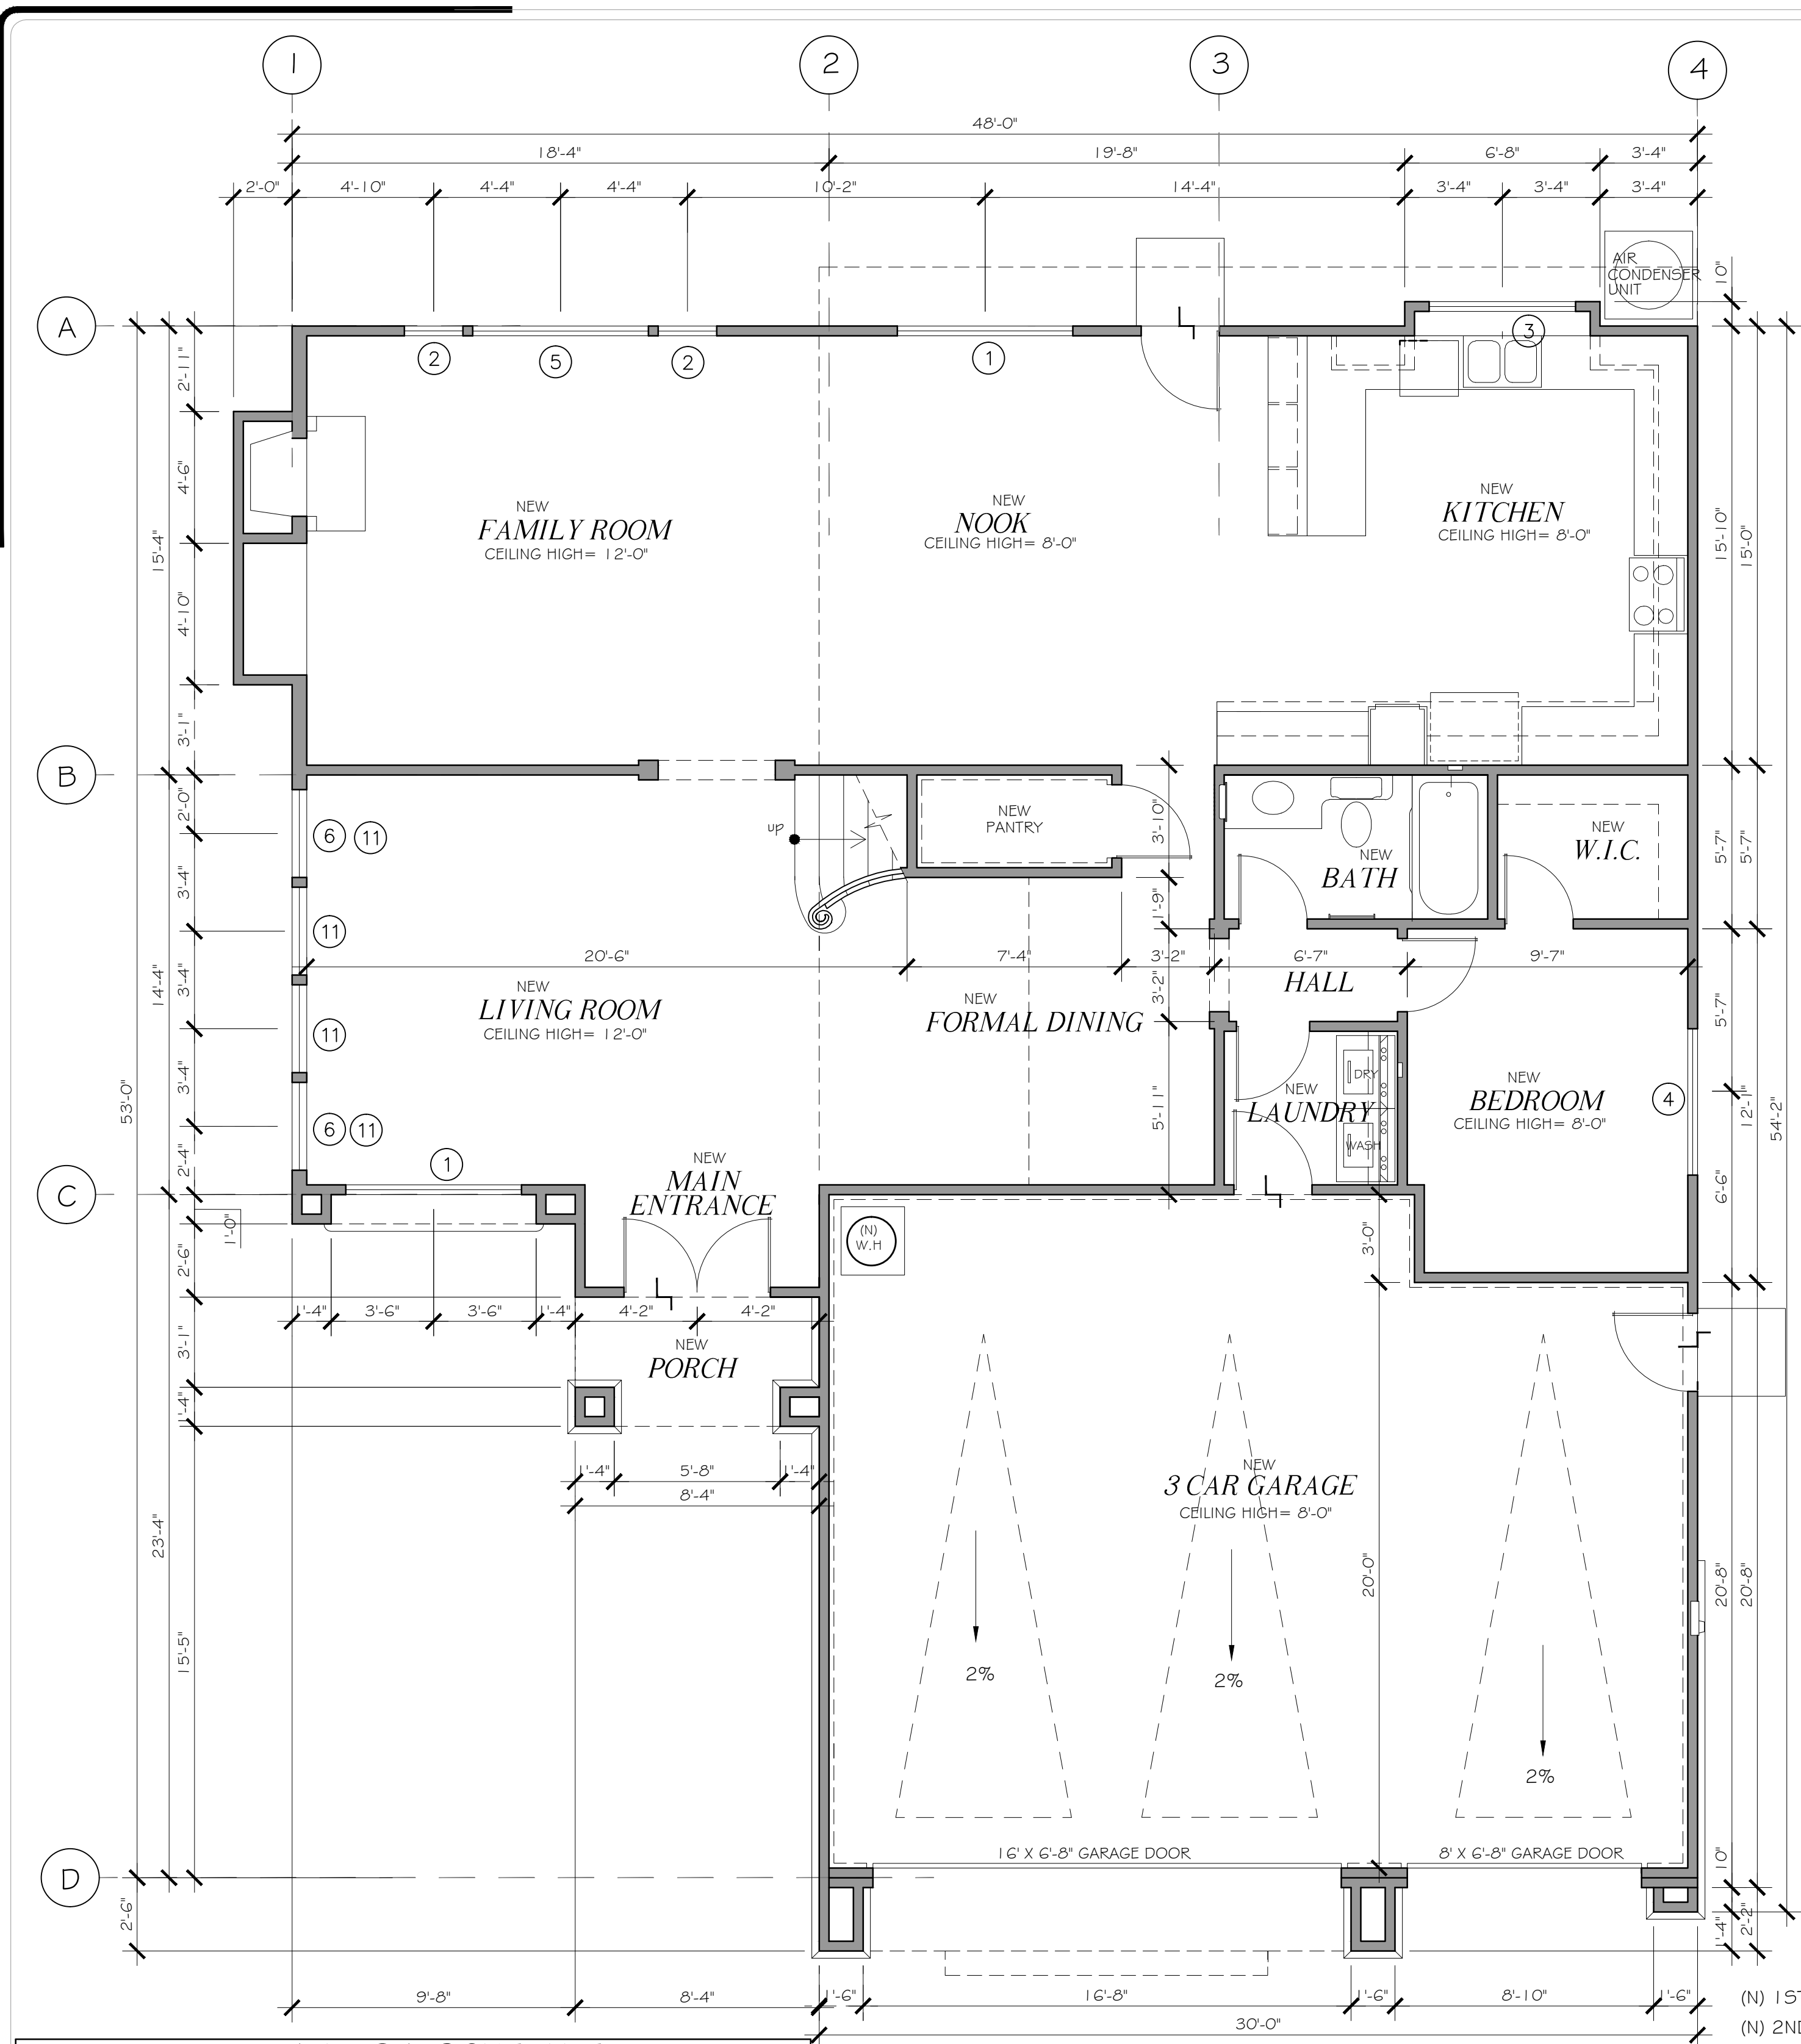 1
2
3
4
48'-0"
18'-4"
19'-8"
6'-8"
3'-4"
2'-0"
4'-10"
4'-4"
4'-4"
10'-2"
14'-4"
3'-4"
3'-4"
3'-4"
AIR
CONDENSER
UNIT
10"
A
2
5
2
1
3
2'-11"
4'-6"
15'-4"
4'-10"
3'-1"
NEW
FAMILY ROOM
CEILING HIGH= 12'-0"
NEW
NOOK
CEILING HIGH= 8'-0"
NEW
KITCHEN
CEILING HIGH= 8'-0"
15'-10"
15'-0"
B
2'-0"
3'-4"
3'-4"
3'-4"
2'-4"
14'-4"
53'-0"
6
11
11
11
6
11
1
up
NEW
PANTRY
3'-10"
1'-9"
3'-2"
5'-11"
NEW
BATH
NEW
W.I.C.
5'-7"
5'-7"
20'-6"
7'-4"
3'-2"
6'-7"
9'-7"
HALL
NEW
LIVING ROOM
CEILING HIGH= 12'-0"
NEW
FORMAL DINING
5'-7"
12'-1"
54'-2"
6'-6"
DRY
NEW
LAUNDRY
WASH
NEW
BEDROOM
CEILING HIGH= 8'-0"
4
NEW
MAIN
ENTRANCE
C
1'-0"
2'-6"
3'-1"
1'-4"
(N)
W.H
3'-0"
1'-4"
3'-6"
3'-6"
1'-4"
4'-2"
4'-2"
NEW
PORCH
1'-4"
5'-8"
1'-4"
8'-4"
NEW
3 CAR GARAGE
CEILING HIGH= 8'-0"
23'-4"
15'-5"
20'-0"
20'-8"
20'-8"
2%
2%
2%
16' X 6'-8" GARAGE DOOR
8' X 6'-8" GARAGE DOOR
D
2'-6"
10"
1'-4"
2'-2"
9'-8"
8'-4"
1'-6"
16'-8"
1'-6"
8'-10"
1'-6"
30'-0"
(N) 1ST
(N) 2N